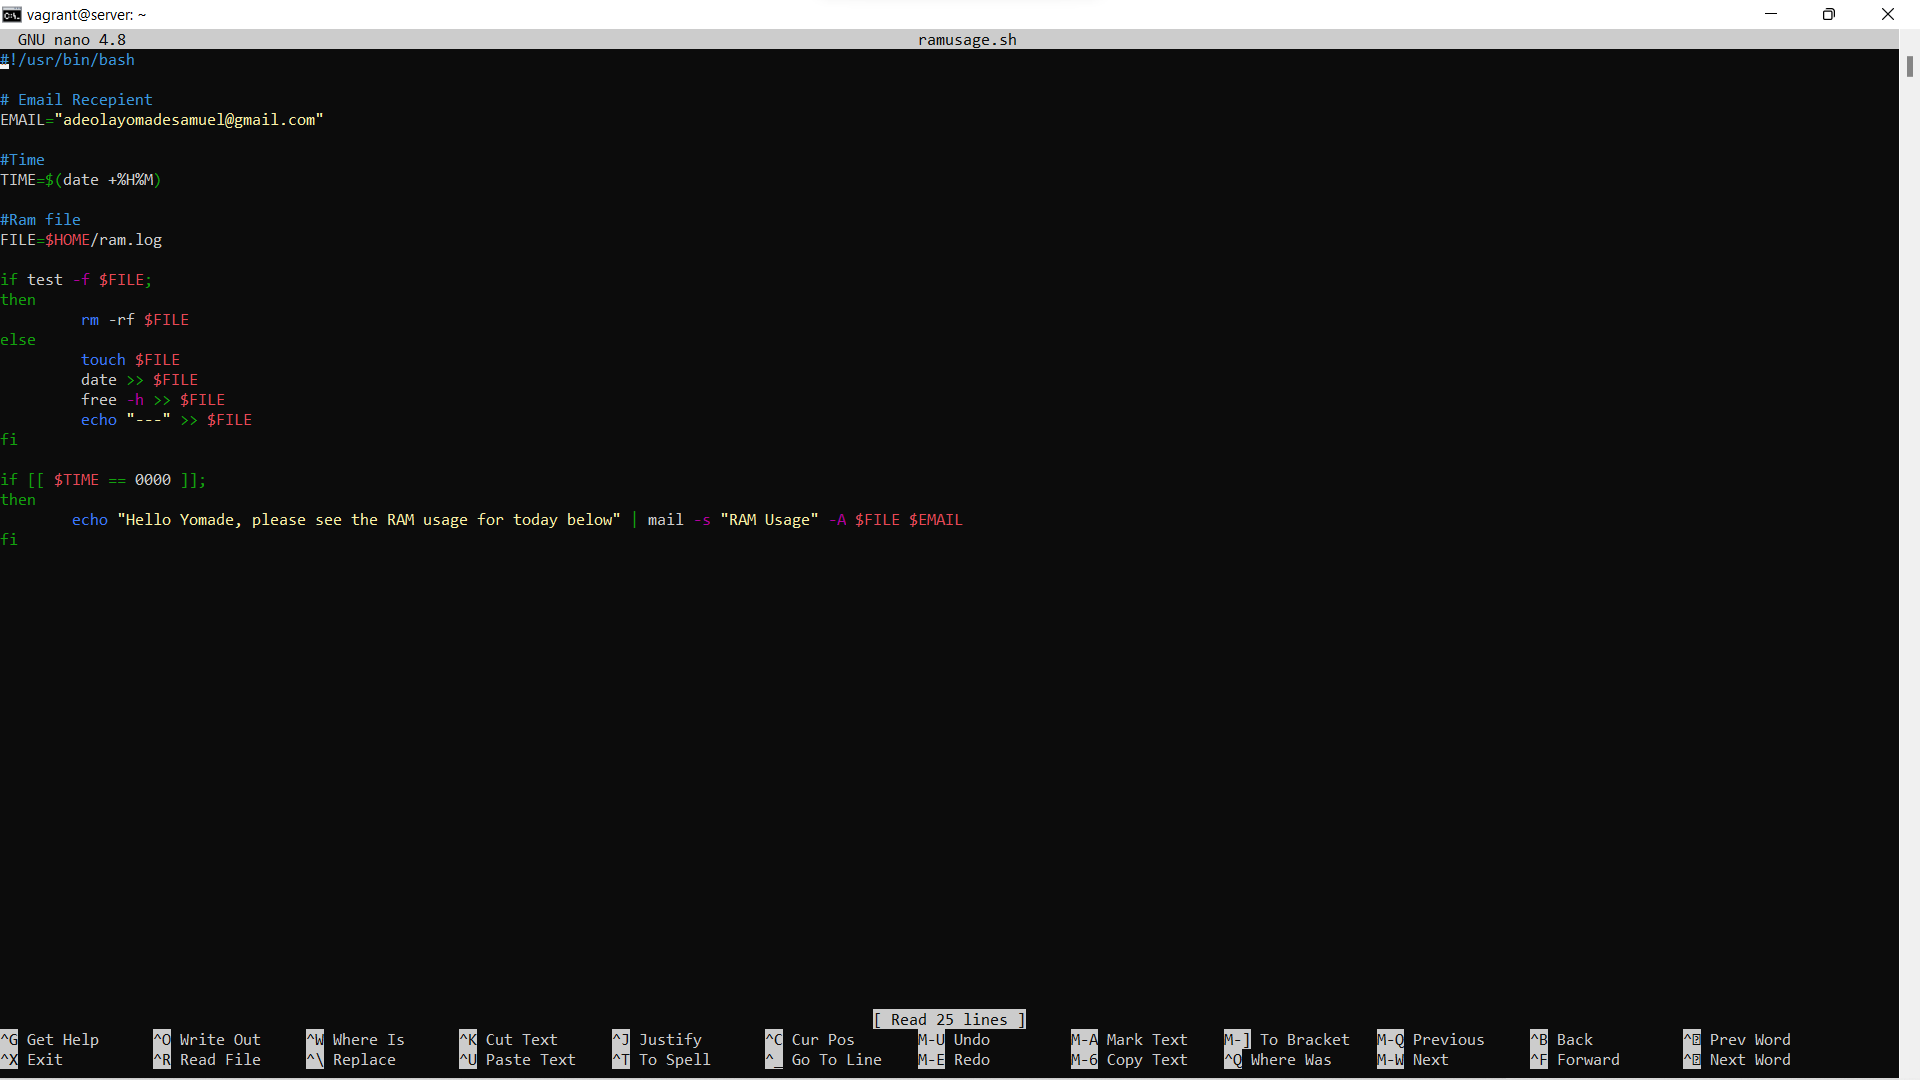 vagrant@server: ~
GNU nano 4.8 ramusage.sh
#!/usr/bin/bash

# Email Recepient
EMAIL="adeolayomadesamuel@gmail.com"

#Time
TIME=$(date +%H%M)

#Ram file
FILE=$HOME/ram.log

if test -f $FILE;
then
         rm -rf $FILE
else
         touch $FILE
         date >> $FILE
         free -h >> $FILE
         echo "---" >> $FILE
fi

if [[ $TIME == 0000 ]];
then
        echo "Hello Yomade, please see the RAM usage for today below" | mail -s "RAM Usage" -A $FILE $EMAIL
fi

[ Read 25 lines ]
^G Get Help ^O Write Out ^W Where Is ^K Cut Text ^J Justify ^C Cur Pos M-U Undo M-A Mark Text M-] To Bracket M-Q Previous ^B Back ^ Prev Word
^X Exit ^R Read File ^\ Replace ^U Paste Text ^T To Spell ^_ Go To Line M-E Redo M-6 Copy Text ^Q Where Was M-W Next ^F Forward ^ Next Word